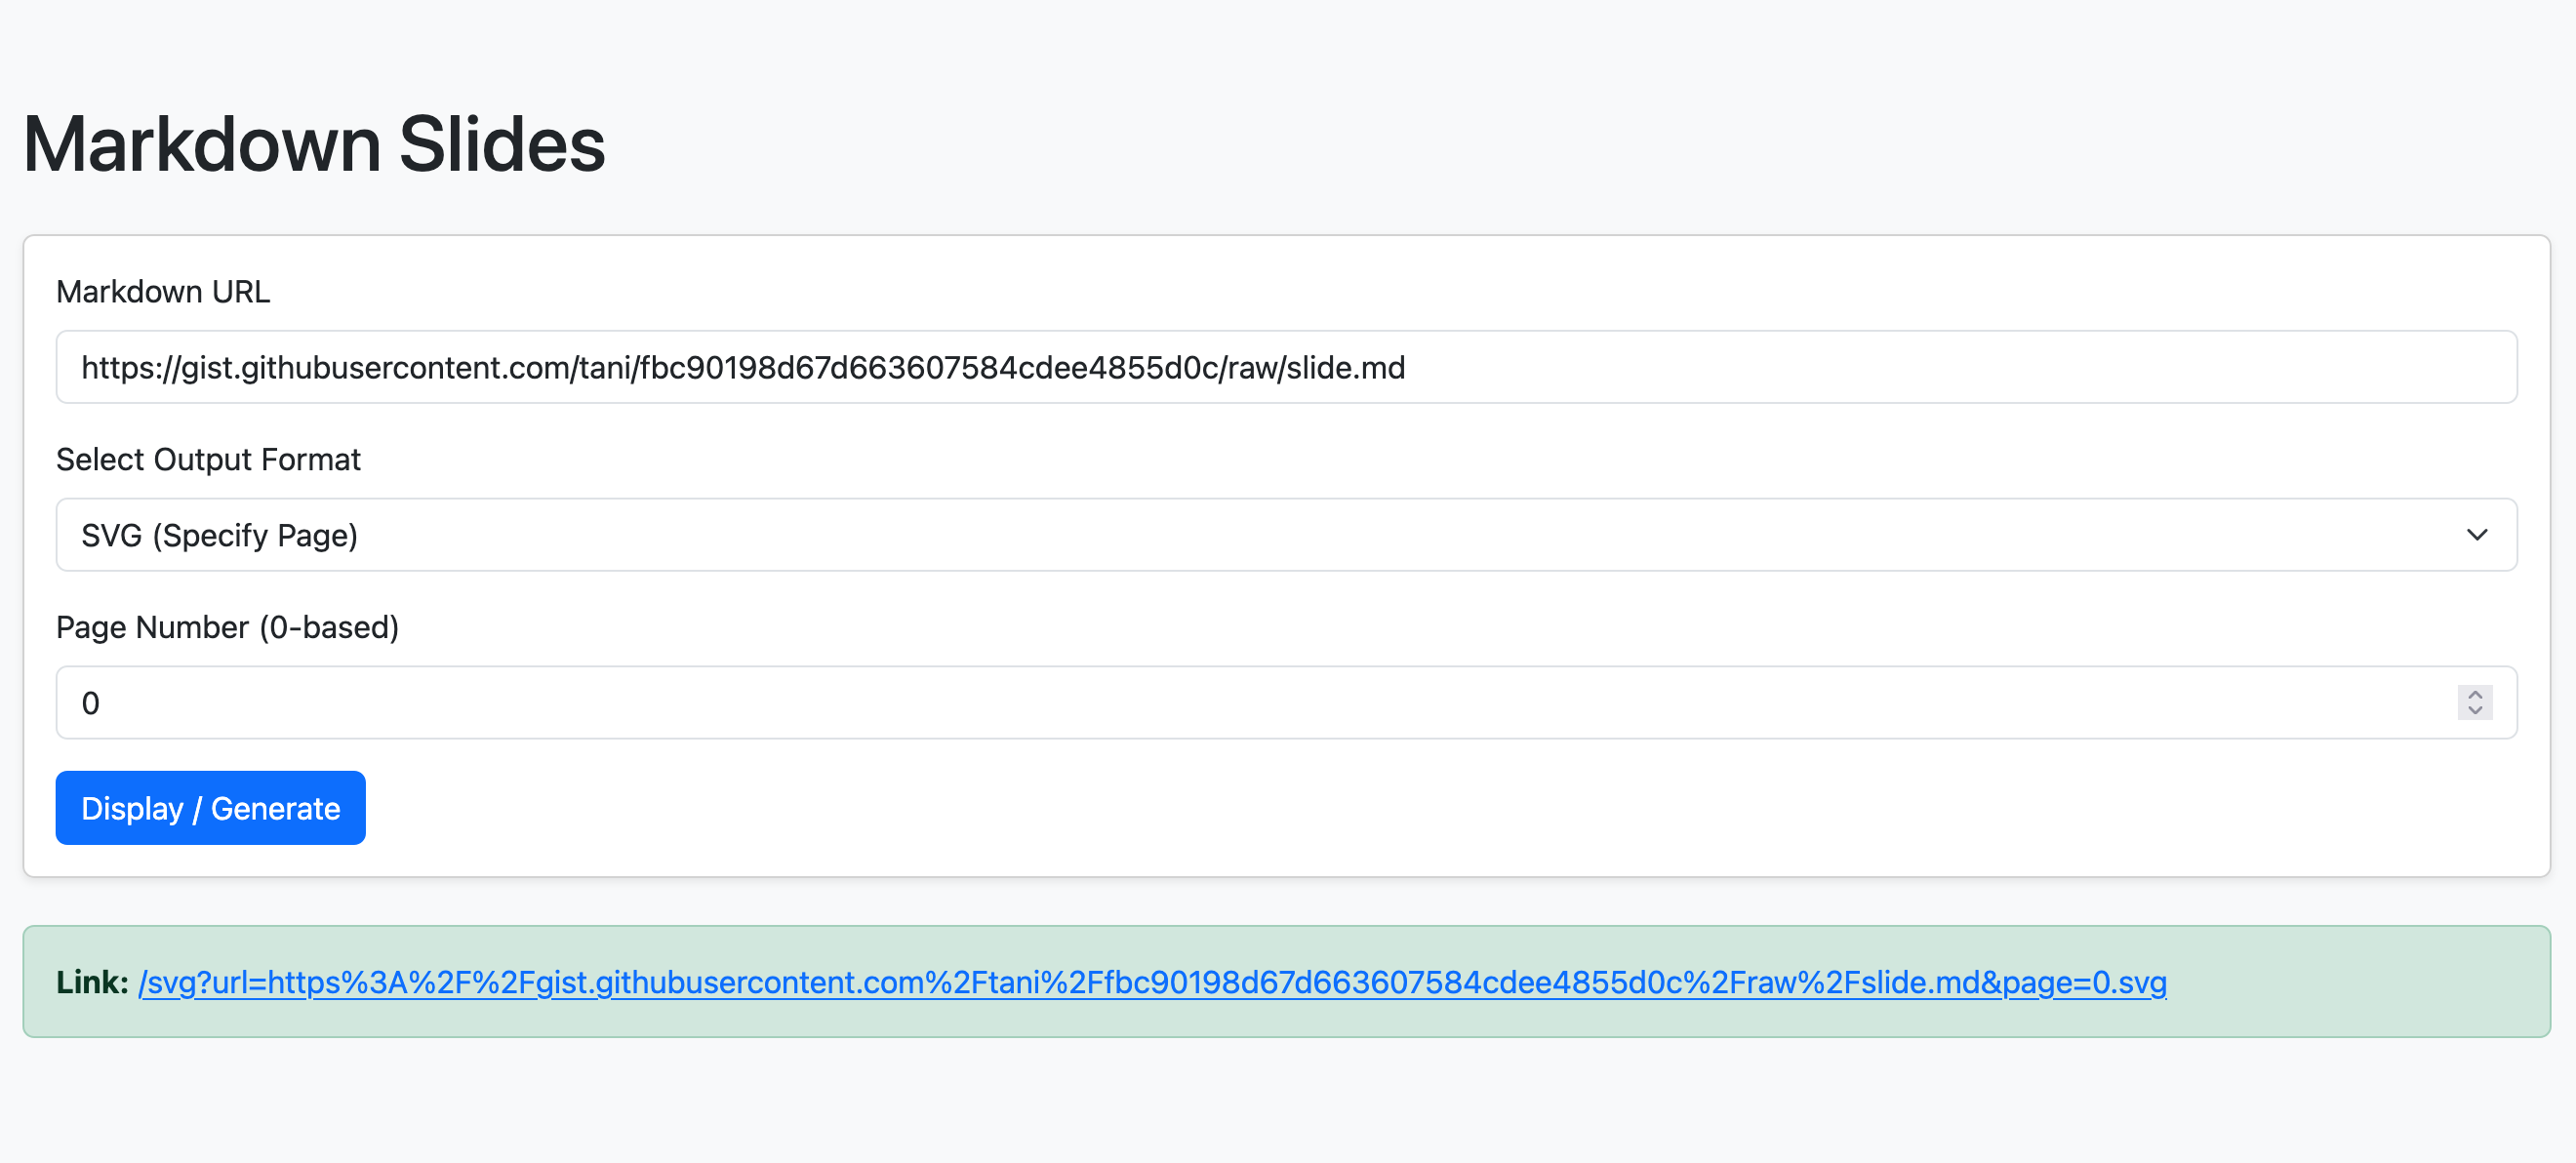 Markdown Slides
Markdown URL
https://gist.githubusercontent.com/tani/fbc90198d67d663607584cdee4855d0c/raw/slide.md
Select Output Format
SVG (Specify Page)
Page Number (0-based)
0
Display / Generate
Link: /svg?url=https%3A%2F%2Fgist.githubusercontent.com%2Ftani%2Ffbc90198d67d663607584cdee4855d0c%2Fraw%2Fslide.md&page=0.svg